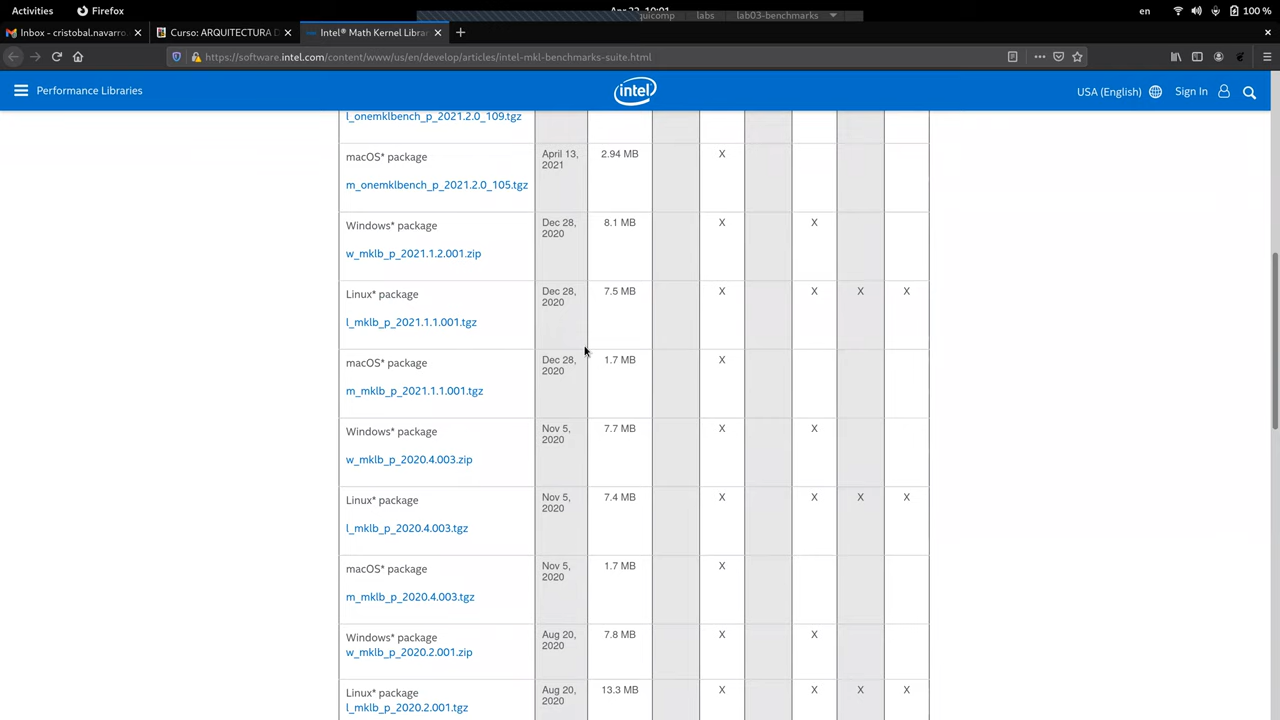 Activities
Firefox
Apr 22, 10:01
quicomp
labs
lab03-benchmarks
en
100 %
Inbox - cristobal.navarro.
Curso: ARQUITECTURA D
Intel® Math Kernel Libra
https://software.intel.com/content/www/us/en/develop/articles/intel-mkl-benchmarks-suite.html
Performance Libraries
intel
USA (English)
Sign In
l_onemklbench_p_2021.2.0_109.tgz
macOS* package
April 13,
2021
2.94 MB
X
m_onemklbench_p_2021.2.0_105.tgz
Windows* package
Dec 28,
2020
8.1 MB
X
X
w_mklb_p_2021.1.2.001.zip
Linux* package
Dec 28,
2020
7.5 MB
X
X
X
X
l_mklb_p_2021.1.1.001.tgz
macOS* package
Dec 28,
2020
1.7 MB
X
m_mklb_p_2021.1.1.001.tgz
Windows* package
Nov 5,
2020
7.7 MB
X
X
w_mklb_p_2020.4.003.zip
Linux* package
Nov 5,
2020
7.4 MB
X
X
X
X
l_mklb_p_2020.4.003.tgz
macOS* package
Nov 5,
2020
1.7 MB
X
m_mklb_p_2020.4.003.tgz
Windows* package
w_mklb_p_2020.2.001.zip
Aug 20,
2020
7.8 MB
X
X
Linux* package
l_mklb_p_2020.2.001.tgz
Aug 20,
2020
13.3 MB
X
X
X
X